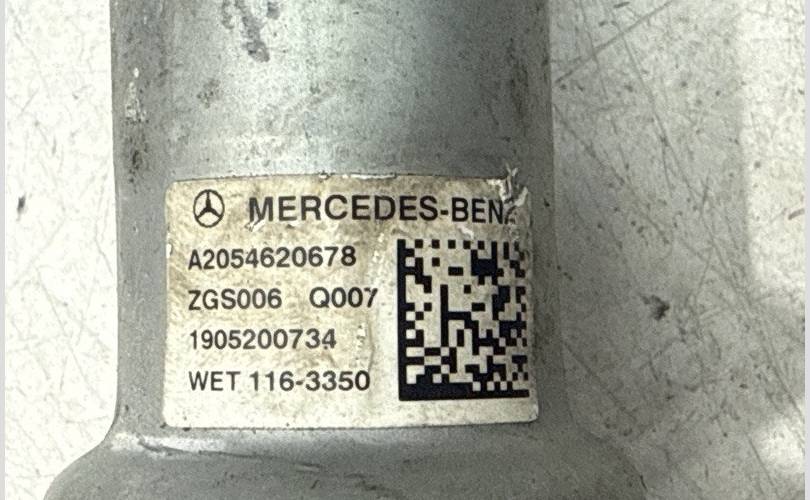 MERCEDES-BENZ
A2054620678
ZGS006 Q007
1905200734
WET 116-3350